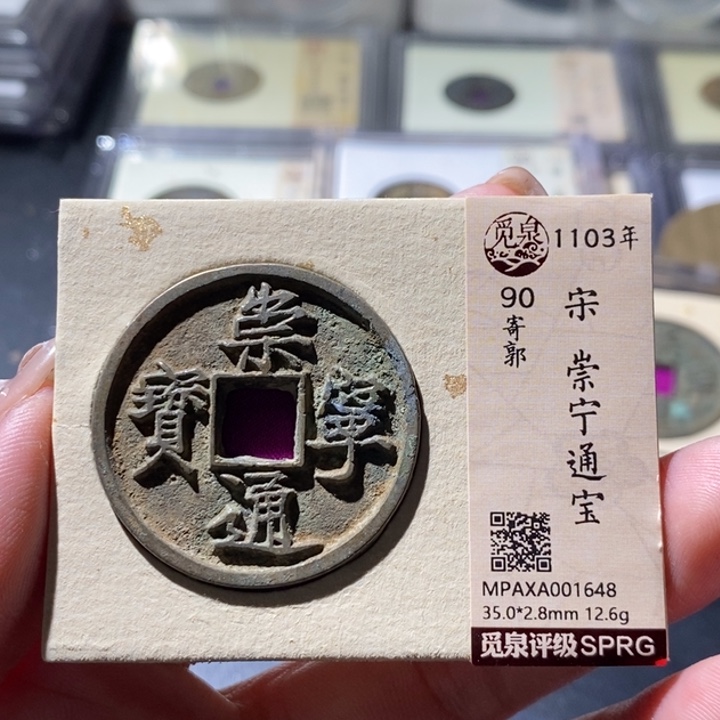 崇寧通寳
觅泉
1103年
90
寄郭
宋 崇宁通宝
MPAXA001648
35.0*2.8mm 12.6g
觅泉评级SPRG